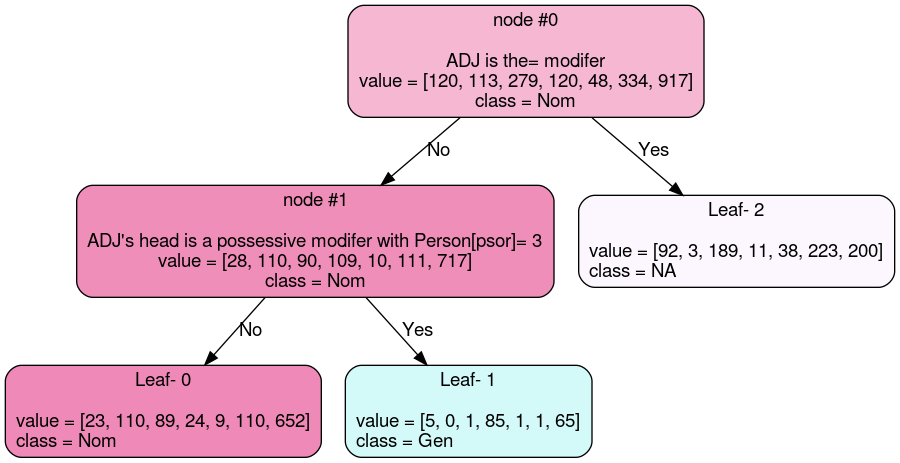 node #0
ADJ is the= modifer
value = [120, 113, 279, 120, 48, 334, 917]
class = Nom
No
Yes
node #1
ADJ's head is a possessive modifer with Person[psor]= 3
value = [28, 110, 90, 109, 10, 111, 717]
class = Nom
Leaf- 2
value = [92, 3, 189, 11, 38, 223, 200]
class = NA
No
Yes
Leaf- 0
value = [23, 110, 89, 24, 9, 110, 652]
class = Nom
Leaf- 1
value = [5, 0, 1, 85, 1, 1, 65]
class = Gen